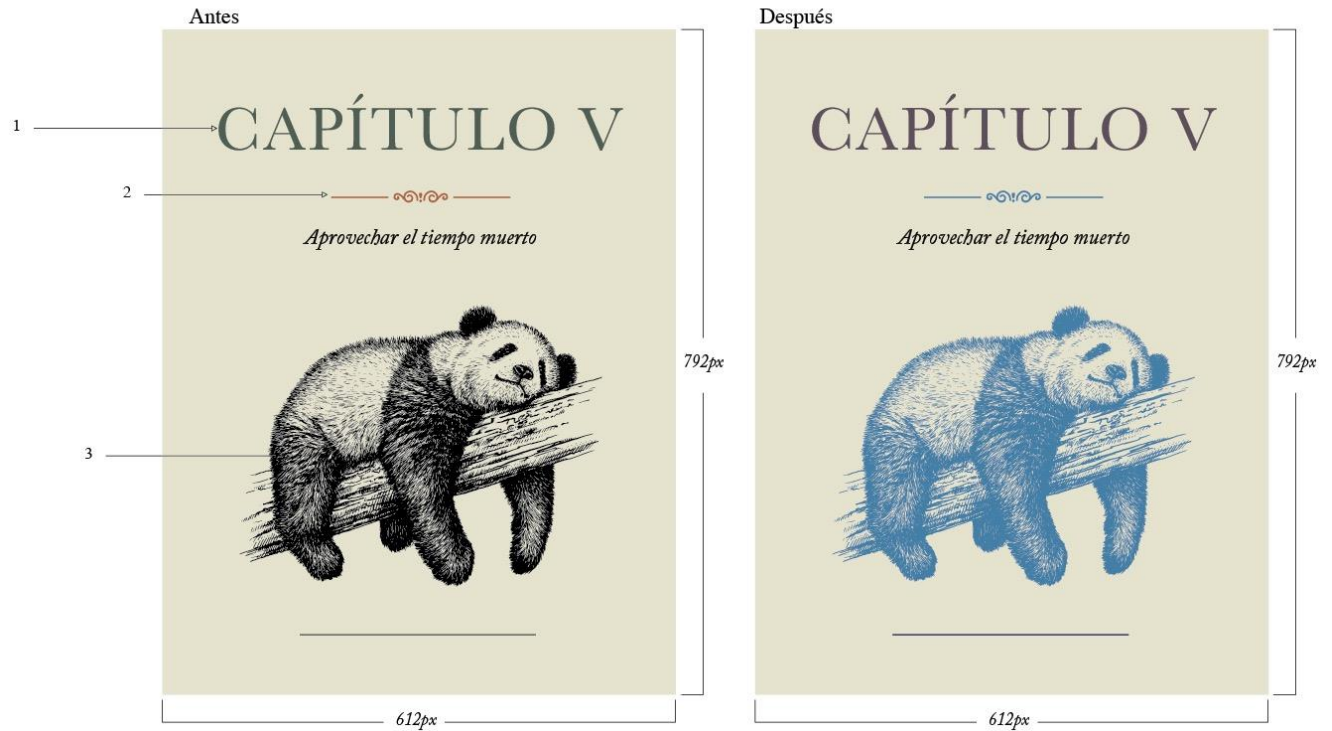 Antes
Después
1
CAPÍTULO V
CAPÍTULO V
2
Aprovechar el tiempo muerto
Aprovechar el tiempo muerto
792px
792px
3
612px
612px